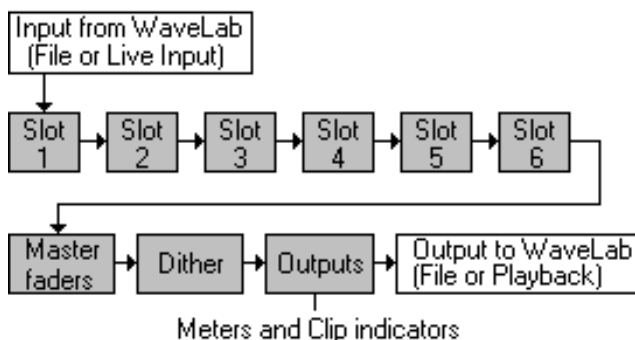 Input from WaveLab
(File or Live Input)
Slot
1
Slot
2
Slot
3
Slot
4
Slot
5
Slot
6
Master
faders
Dither
Outputs
Output to WaveLab
(File or Playback)
Meters and Clip indicators